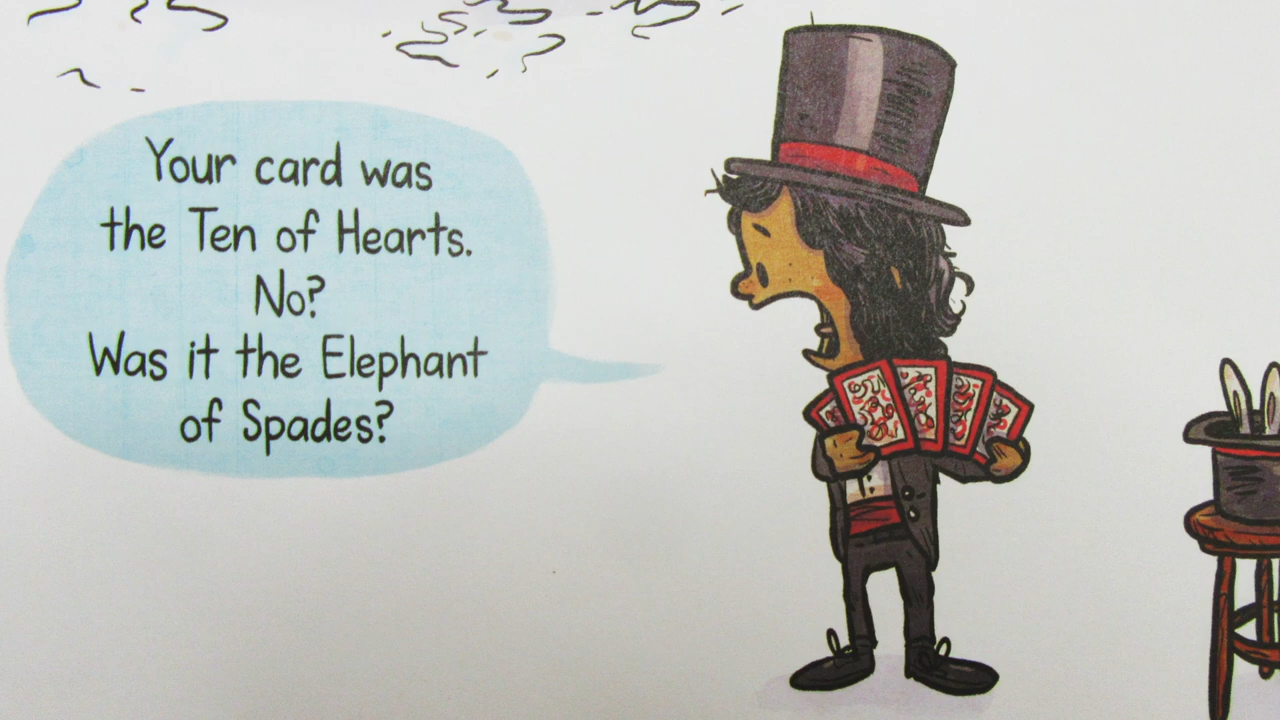 Your card was
the Ten of Hearts.
No?
Was it the Elephant
of Spades?